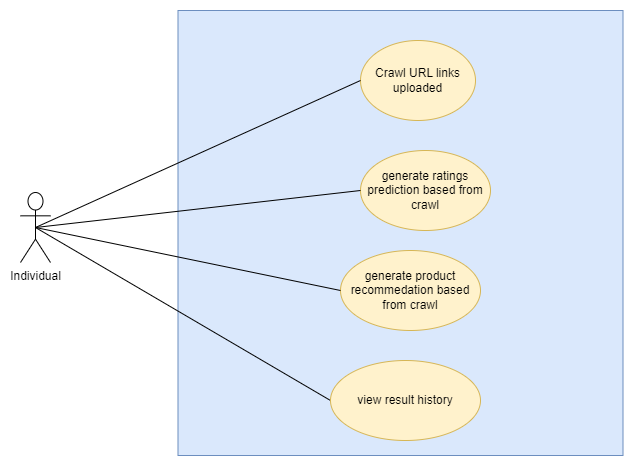 Crawl URL links
uploaded
generate ratings
prediction based from
crawl
generate product
recommedation based
from crawl
Individual
view result history